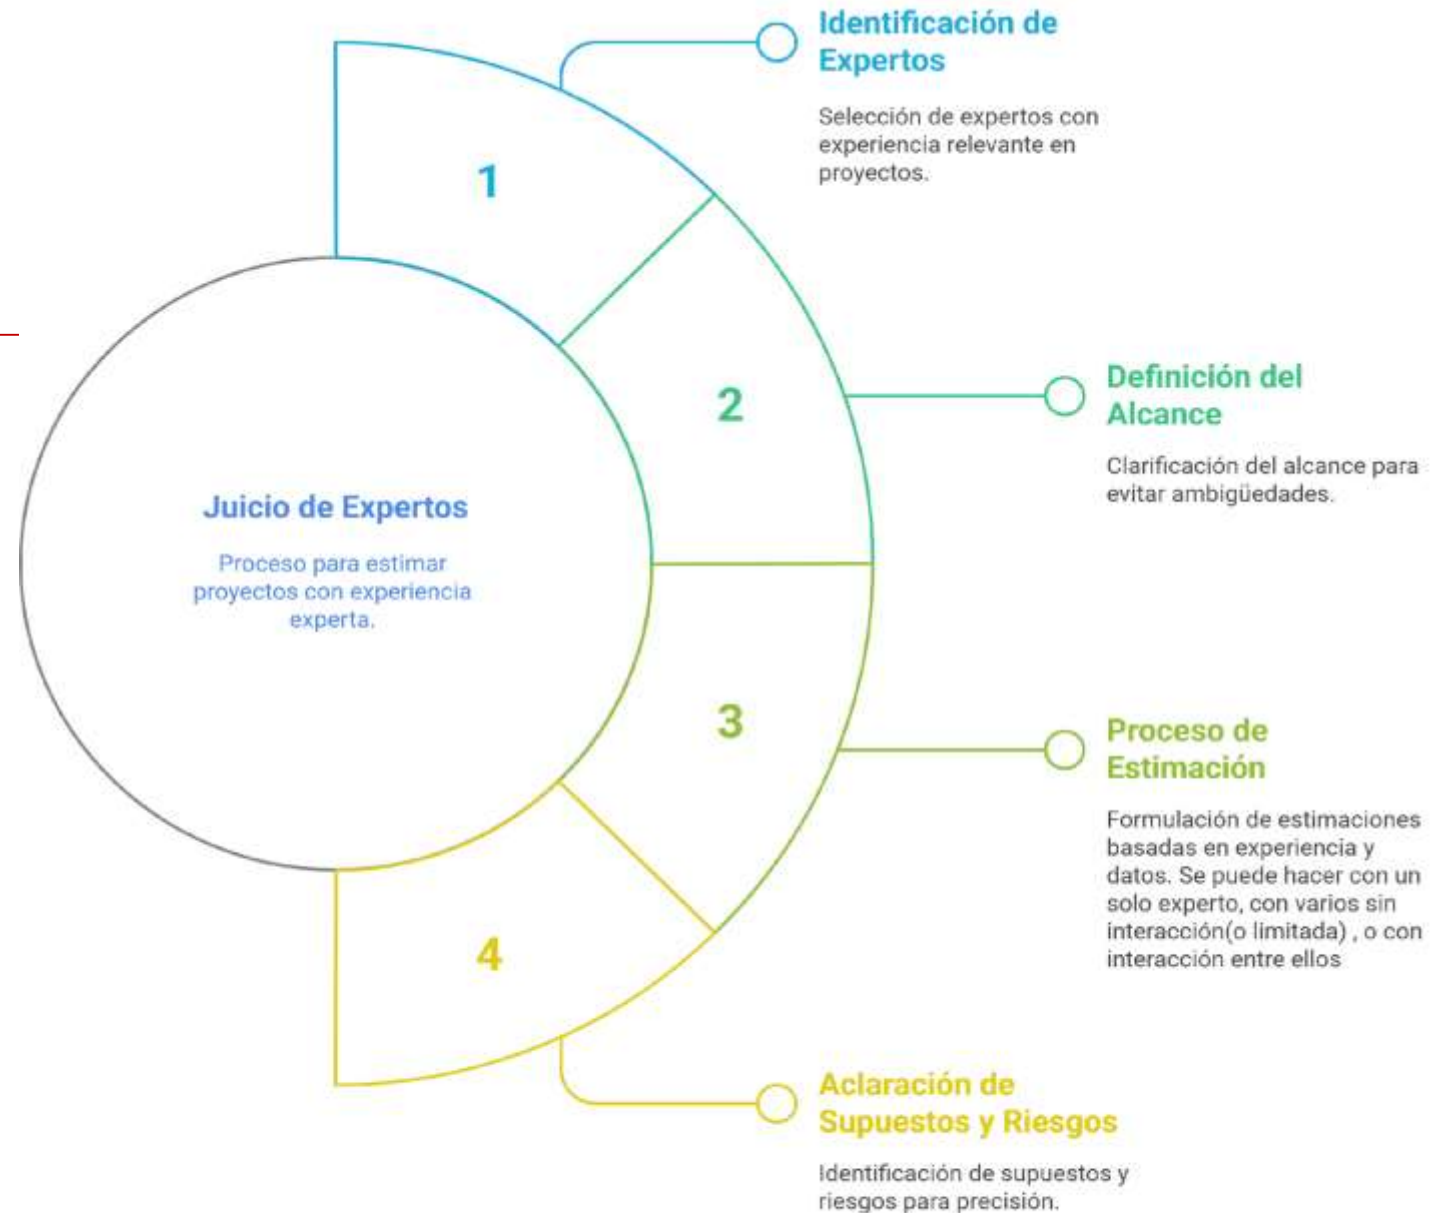 Identificación de
Expertos
Selección de expertos con
experiencia relevante en
proyectos.
1
2
Definición del
Alcance
Clarificación del alcance para
evitar ambigüedades.
Juicio de Expertos
Proceso para estimar
proyectos con experiencia
experta.
3
Proceso de
Estimación
Formulación de estimaciones
basadas en experiencia y
datos. Se puede hacer con un
solo experto, con varios sin
interacción(o limitada) , o con
interacción entre ellos
4
Aclaración de
Supuestos y Riesgos
Identificación de supuestos y
riesgos para precisión.